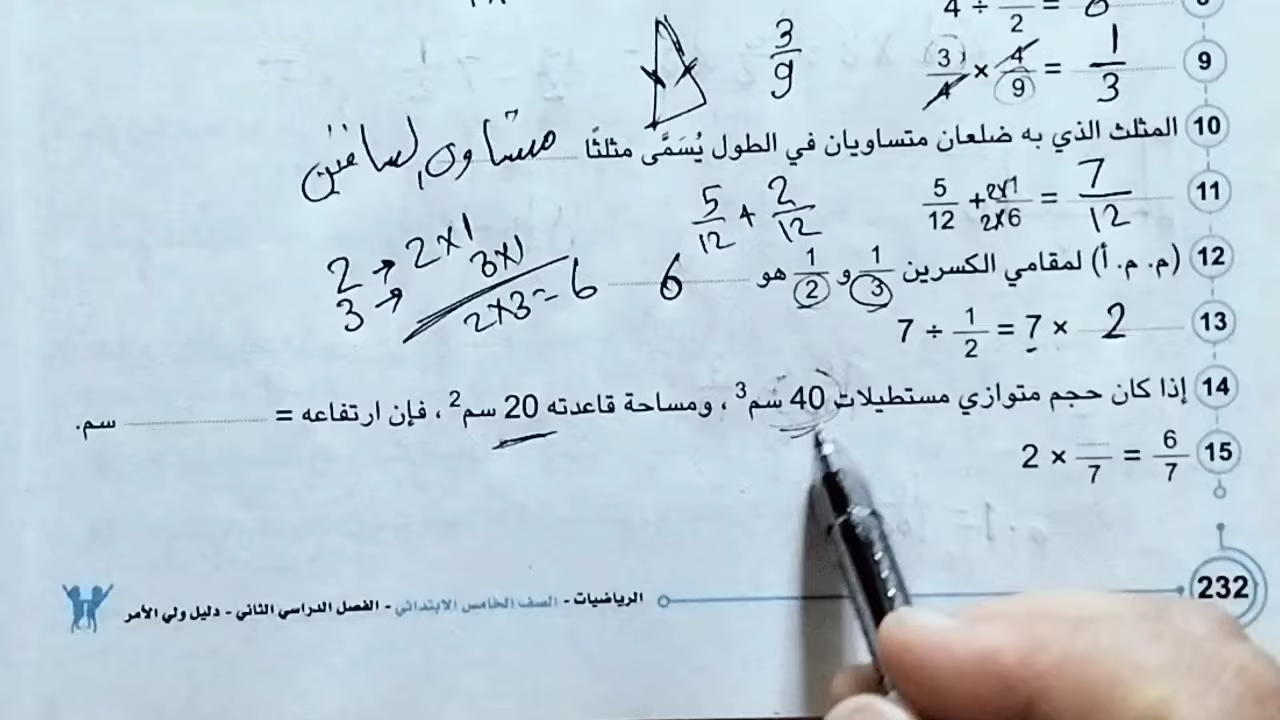 4 ÷ /2 =
9 3/4 × 4/9 = 1/3
3/9
10 المثلث الذي به ضلعان متساويان في الطول يُسَمَّى مثلثًا متساوى الساقين
11 5/12 + 2×1/2×6 = 7/12
5/12 + 2/12
12 (م. م. أ) لمقامي الكسرين 1/3 و 1/2 هو 6
2 → 2×1
3 → 3×1
2×3=6
13 7 ÷ 1/2 = 7 × 2
14 إذا كان حجم متوازي مستطيلات 40 سم³ ، ومساحة قاعدته 20 سم² ، فإن ارتفاعه = سم.
15 2 × /7 = 6/7
232
الرياضيات - الصف الخامس الابتدائي - الفصل الدراسي الثاني - دليل ولي الأمر